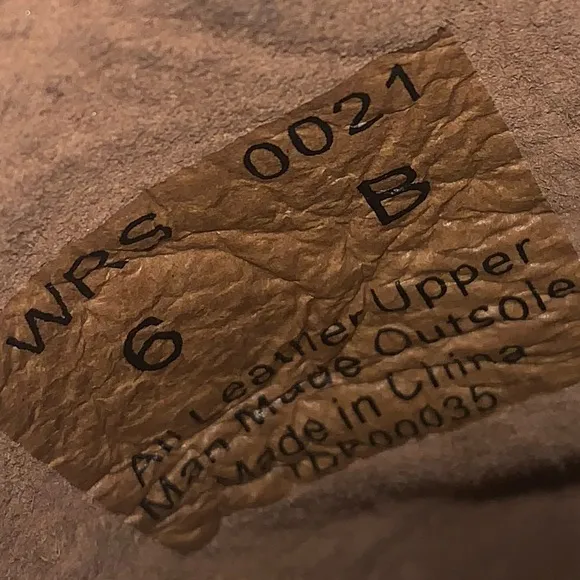 WRS 0021
6 B
All Leather Upper
Man Made Outsole
Made in China